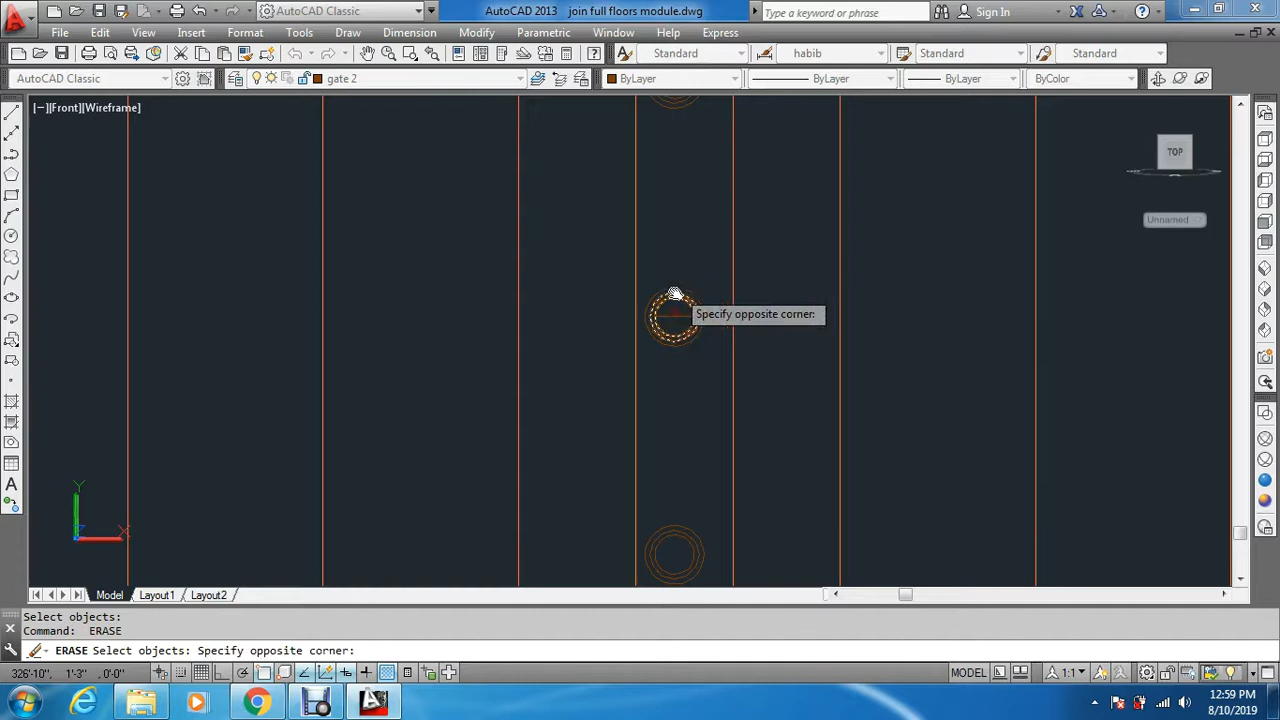 AutoCAD Classic
AutoCAD 2013 join full floors module.dwg
Type a keyword or phrase
Sign In
File Edit View Insert Format Tools Draw Dimension Modify Parametric Window Help Express
Standard habib Standard Standard
AutoCAD Classic gate 2 ByLayer ByLayer ByLayer ByColor
[−][Front][Wireframe]
TOP
Unnamed
Specify opposite corner:
Y
X
Model Layout1 Layout2
Select objects:
Command: ERASE
ERASE Select objects: Specify opposite corner:
326'-10", 1'-3" , 0'-0" MODEL 1:1
12:59 PM
8/10/2019